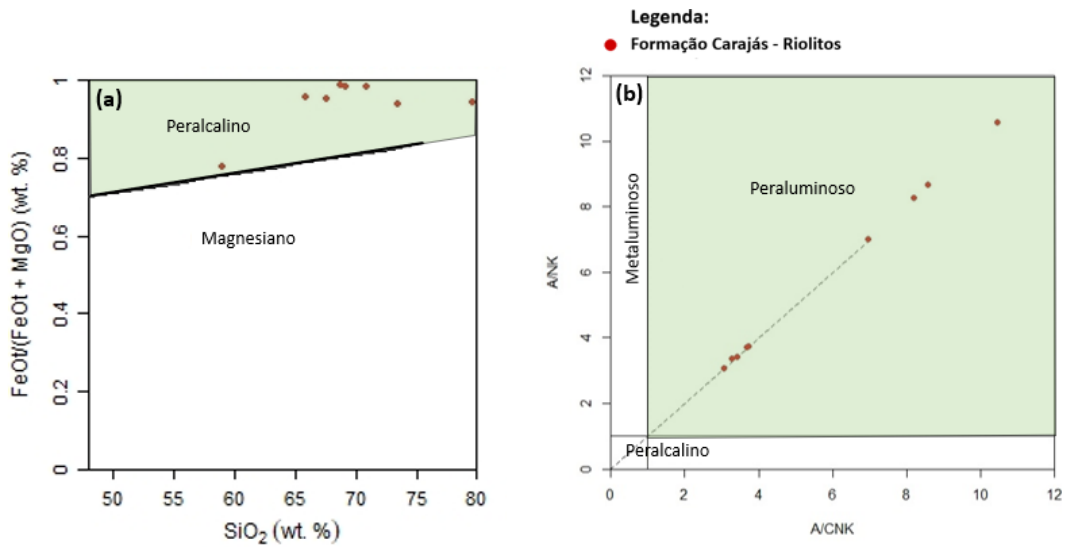 Legenda:
Formação Carajás - Riolitos
(a)
Peralcalino
Magnesiano
FeOt/(FeOt + MgO) (wt. %)
0
0.2
0.4
0.6
0.8
1
50
55
60
65
70
75
80
SiO₂ (wt. %)
(b)
Metaluminoso
Peraluminoso
Peralcalino
A/NK
0
2
4
6
8
10
12
0
2
4
6
8
10
12
A/CNK